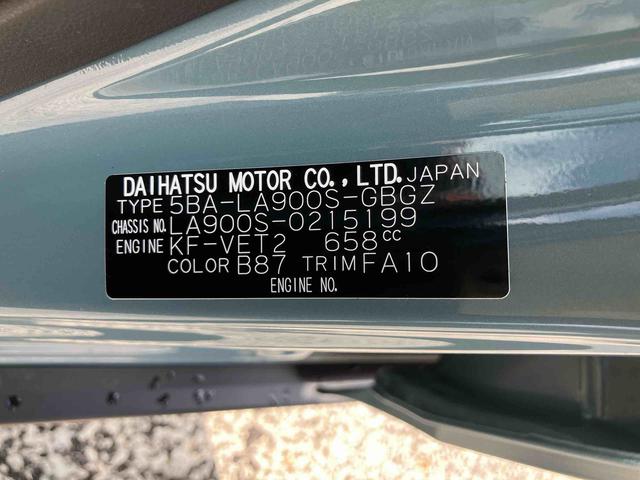 DAIHATSU MOTOR CO., LTD. JAPAN
TYPE 5BA-LA900S-GBGZ
CHASSIS NO. LA900S-0215199
ENGINE KF-VET2 658cc
COLOR B87 TRIM FA10
ENGINE NO.